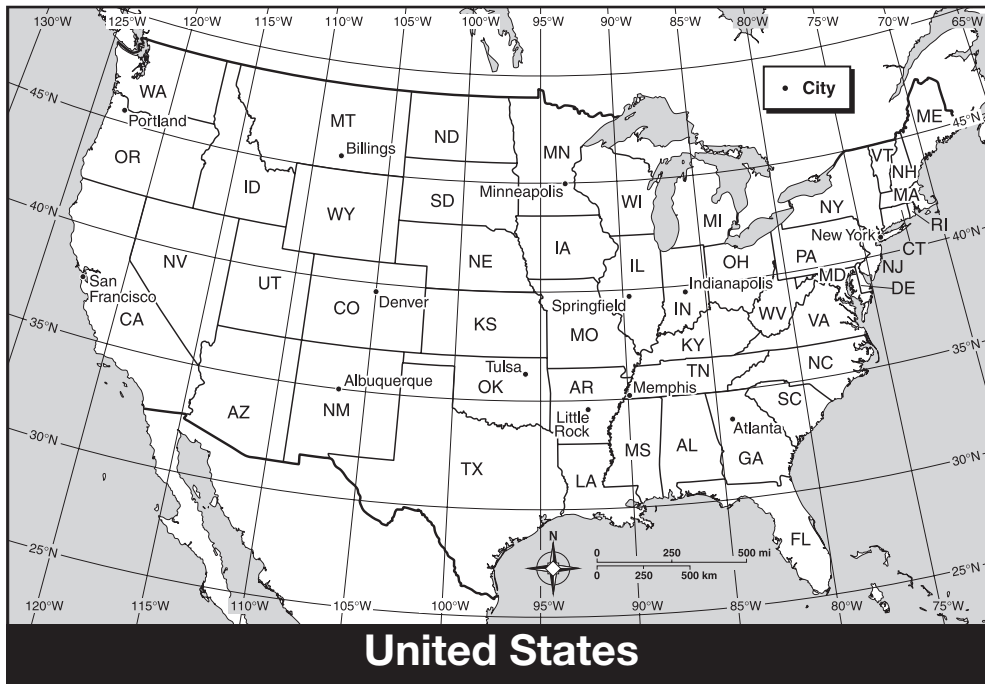 130°W 125°W 120°W 115°W 110°W 105°W 100°W 95°W 90°W 85°W 80°W 75°W 70°W 65°W
City
WA
Portland
MT
Billings
ND
MN
Minneapolis
ME
VT
NH
MA
45°N
45°N
OR
ID
WY
SD
WI
MI
NY
New York
RI
CT
40°N
40°N
NV
UT
CO
Denver
NE
IA
IL
Springfield
IN
Indianapolis
OH
PA
NJ
MD
DE
San
Francisco
CA
KS
MO
KY
WV
VA
35°N
35°N
Albuquerque
AZ
NM
Tulsa
OK
AR
Little
Rock
Memphis
TN
NC
SC
Atlanta
GA
30°N
30°N
TX
LA
MS
AL
FL
N
0 250 500 mi
0 250 500 km
25°N
25°N
120°W 115°W 110°W 105°W 100°W 95°W 90°W 85°W 80°W 75°W
United States